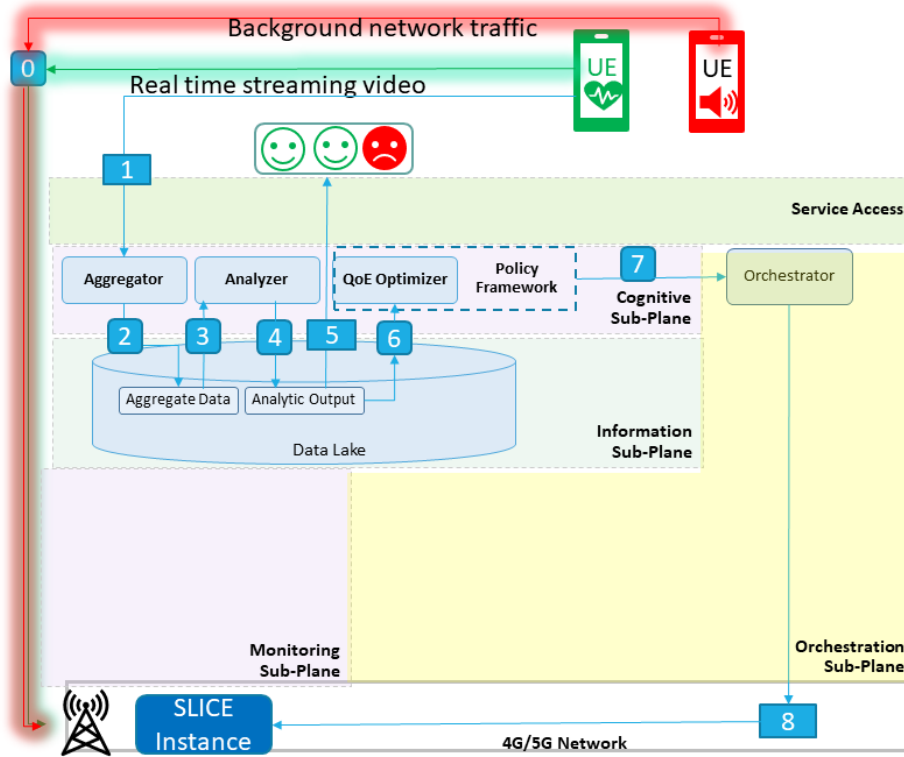 Background network traffic
0
UE
UE
Real time streaming video
1
Service Access
Aggregator
Analyzer
QoE Optimizer
Policy
Framework
7
Orchestrator
Cognitive
Sub-Plane
2
3
4
5
6
Aggregate Data
Analytic Output
Data Lake
Information
Sub-Plane
Monitoring
Sub-Plane
Orchestration
Sub-Plane
SLICE
Instance
8
4G/5G Network